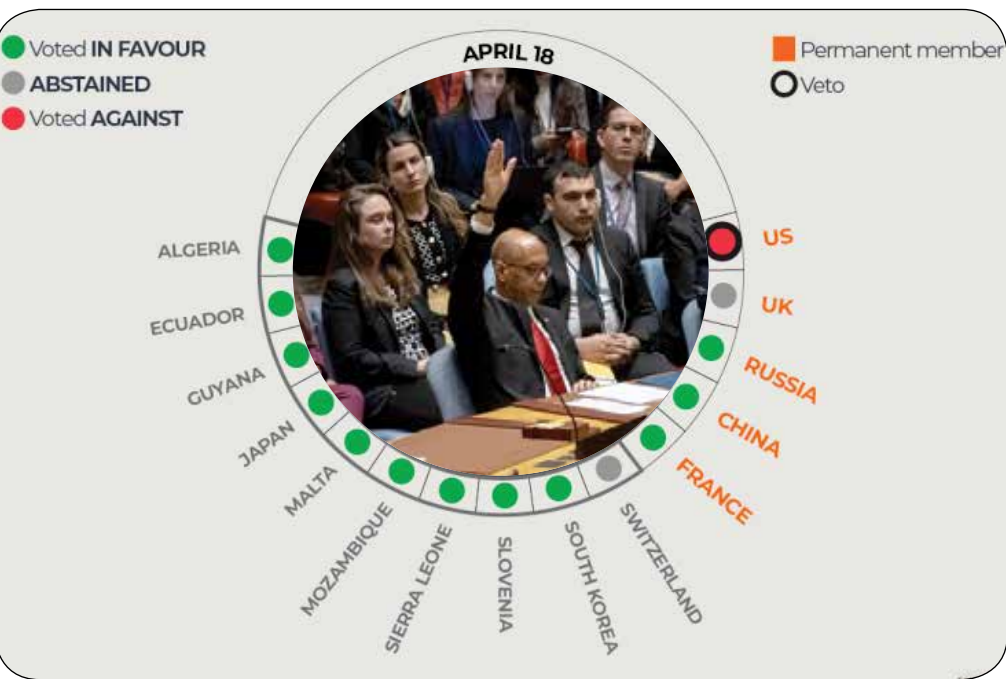 Voted IN FAVOUR
ABSTAINED
Voted AGAINST
APRIL 18
Permanent member
Veto
ALGERIA
ECUADOR
GUYANA
JAPAN
MALTA
MOZAMBIQUE
SIERRA LEONE
SLOVENIA
SOUTH KOREA
SWITZERLAND
FRANCE
CHINA
RUSSIA
UK
US